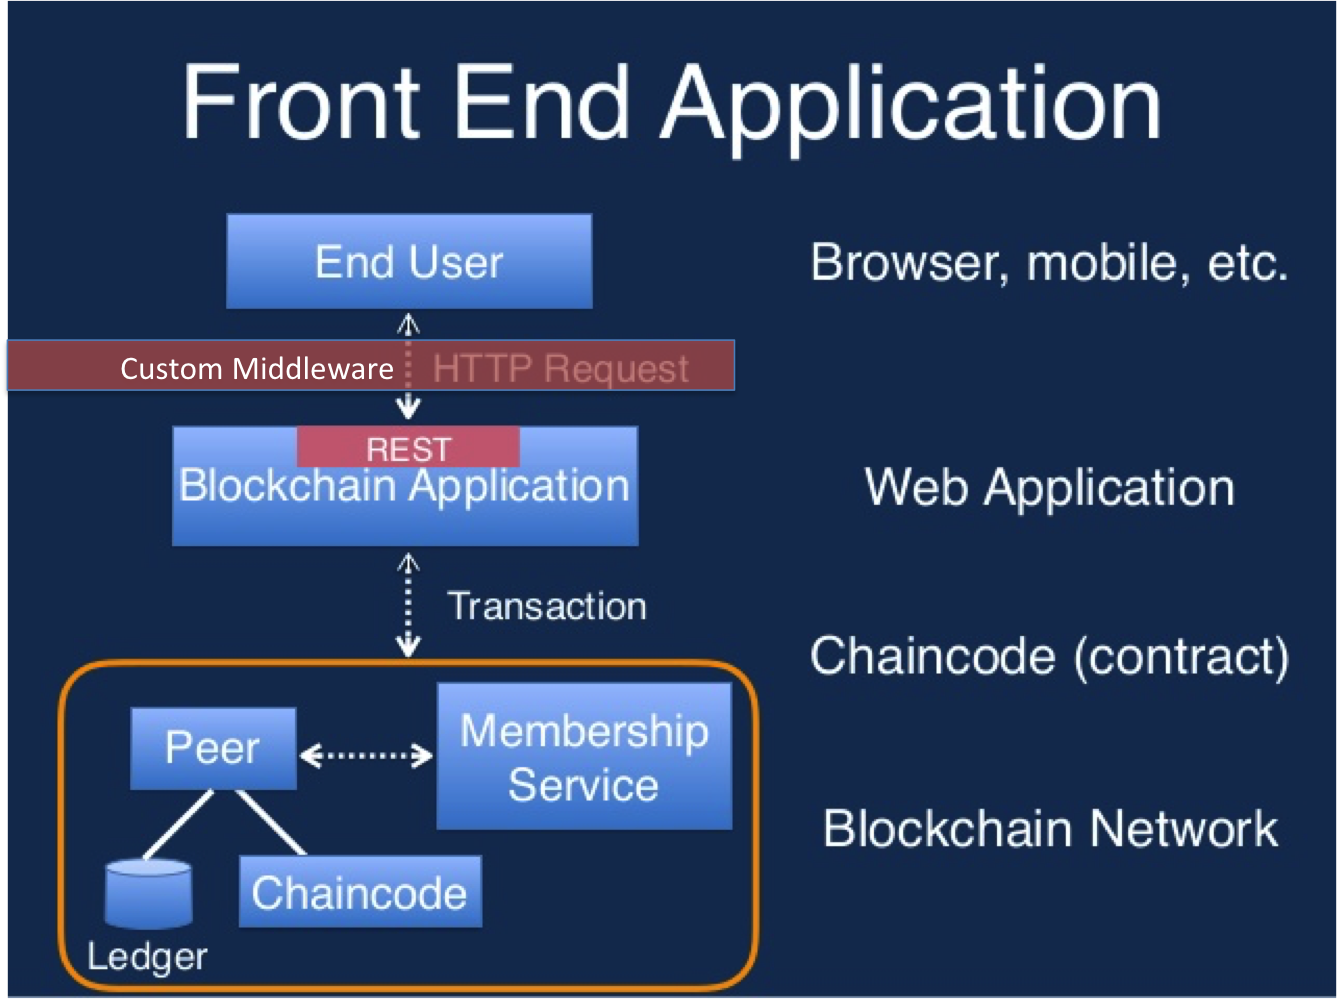 Front End Application
End User
Browser, mobile, etc.
Custom Middleware
HTTP Request
REST
Blockchain Application
Web Application
Transaction
Chaincode (contract)
Peer
Membership
Service
Blockchain Network
Chaincode
Ledger